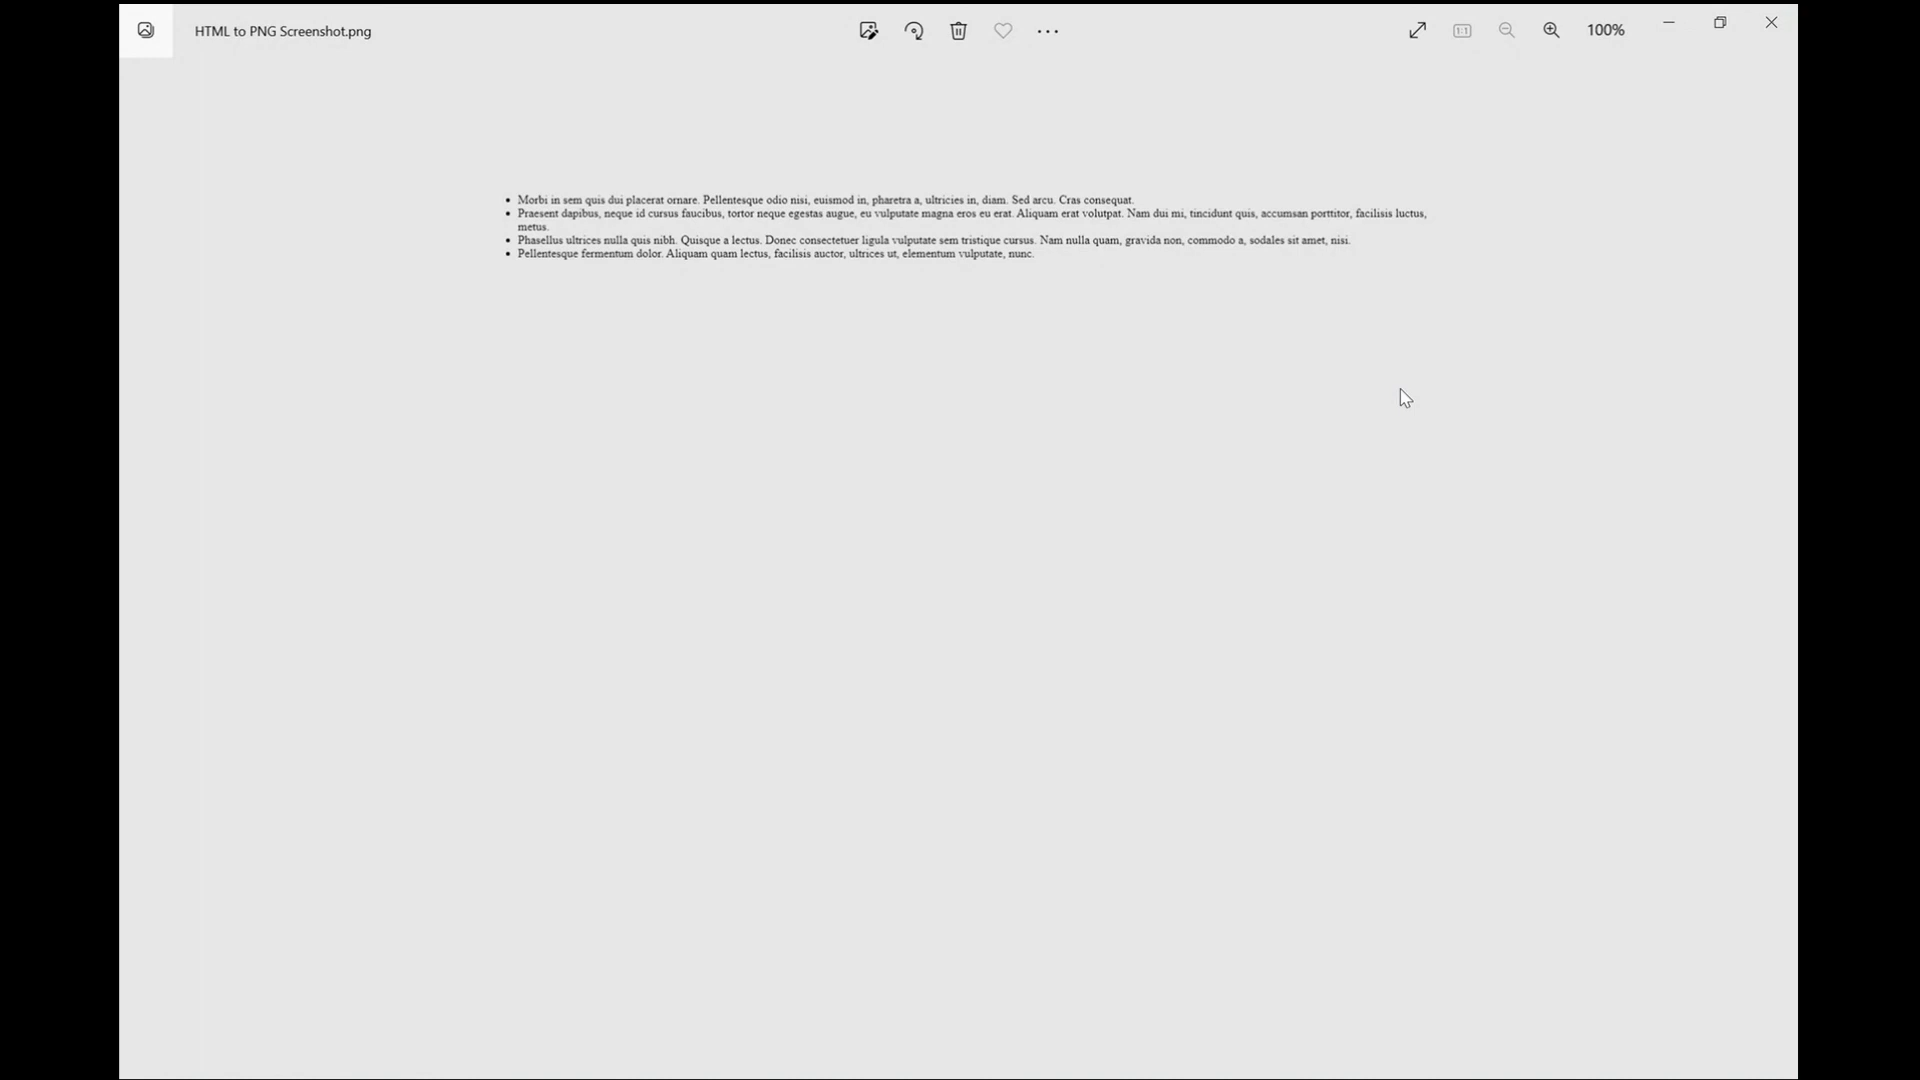 HTML to PNG Screenshot.png
1:1
100%
• Morbi in sem quis dui placerat ornare. Pellentesque odio nisi, euismod in, pharetra a, ultricies in, diam. Sed arcu. Cras consequat.
• Praesent dapibus, neque id cursus faucibus, tortor neque egestas augue, eu vulputate magna eros eu erat. Aliquam erat volutpat. Nam dui mi, tincidunt quis, accumsan porttitor, facilisis luctus,
metus.
• Phasellus ultrices nulla quis nibh. Quisque a lectus. Donec consectetuer ligula vulputate sem tristique cursus. Nam nulla quam, gravida non, commodo a, sodales sit amet, nisi.
• Pellentesque fermentum dolor. Aliquam quam lectus, facilisis auctor, ultrices ut, elementum vulputate, nunc.